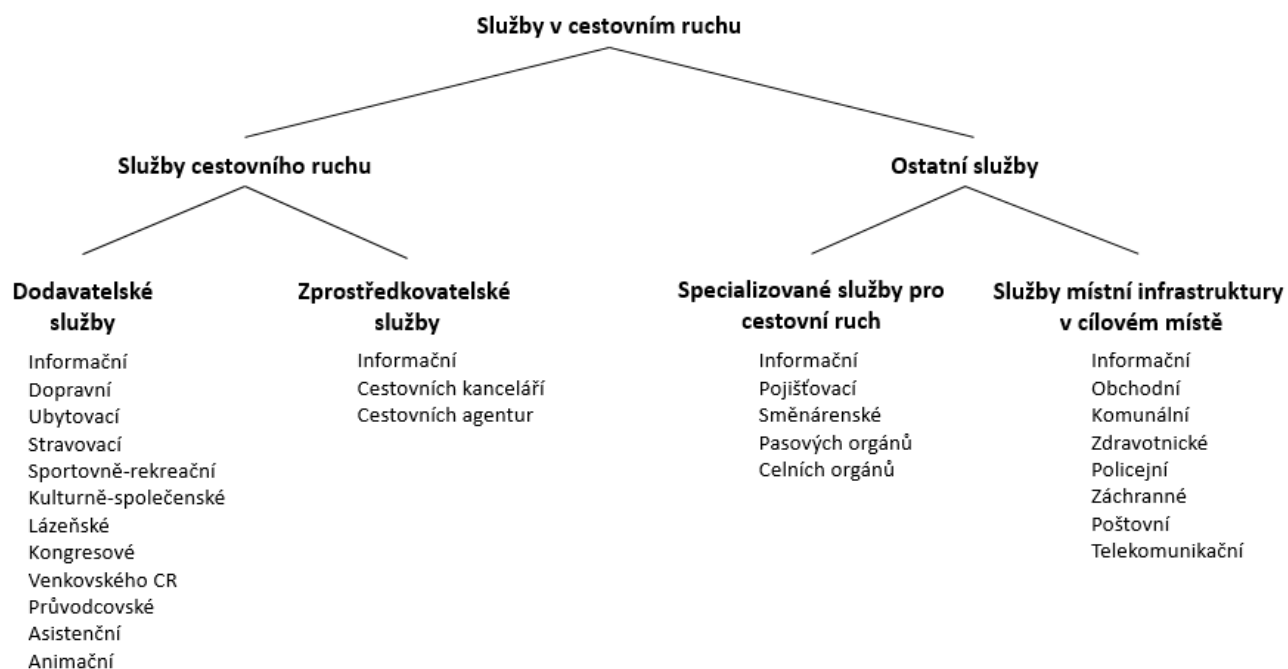 Služby v cestovním ruchu
Služby cestovního ruchu
Ostatní služby
Dodavatelské
služby
Informační
Dopravní
Ubytovací
Stravovací
Sportovně-rekreační
Kulturně-společenské
Lázeňské
Kongresové
Venkovského CR
Průvodcovské
Asistenční
Animační
Zprostředkovatelské
služby
Informační
Cestovních kanceláří
Cestovních agentur
Specializované služby pro
cestovní ruch
Informační
Pojišťovací
Směnárenské
Pasových orgánů
Celních orgánů
Služby místní infrastruktury
v cílovém místě
Informační
Obchodní
Komunální
Zdravotnické
Policejní
Záchranné
Poštovní
Telekomunikační